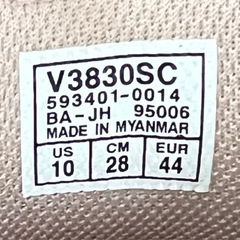 V3830SC
593401-0014
BA-JH 95006
MADE IN MYANMAR
US CM EUR
10 28 44